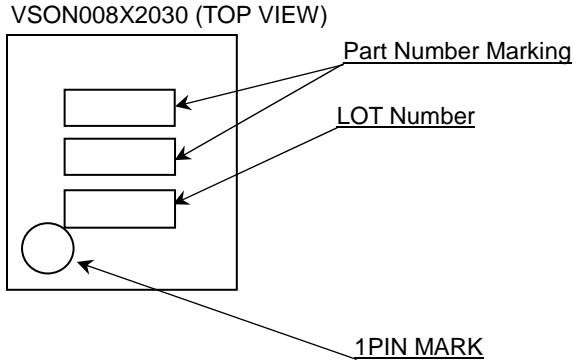 VSON008X2030 (TOP VIEW)
Part Number Marking
LOT Number
1PIN MARK